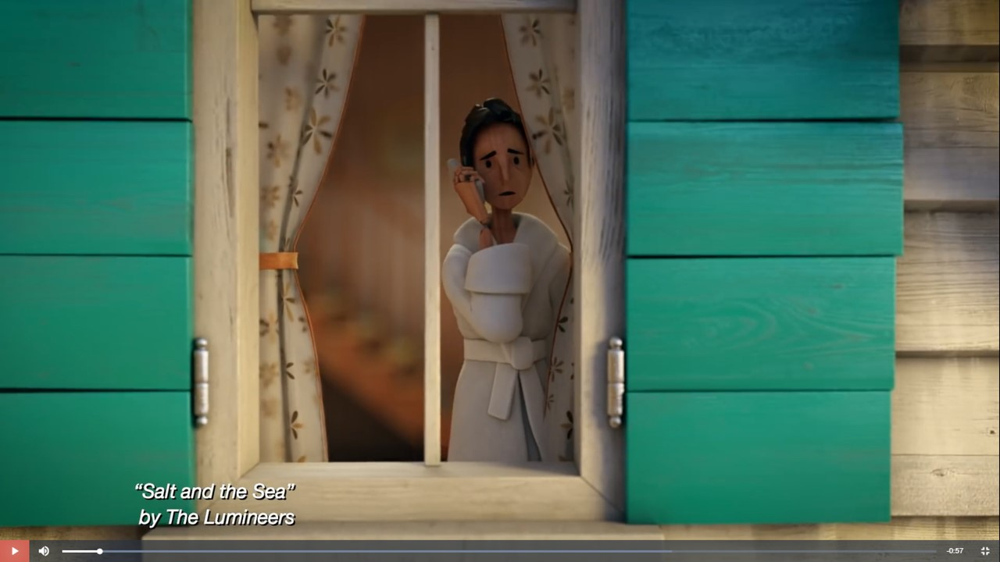 “Salt and the Sea”
by The Lumineers
-0:57